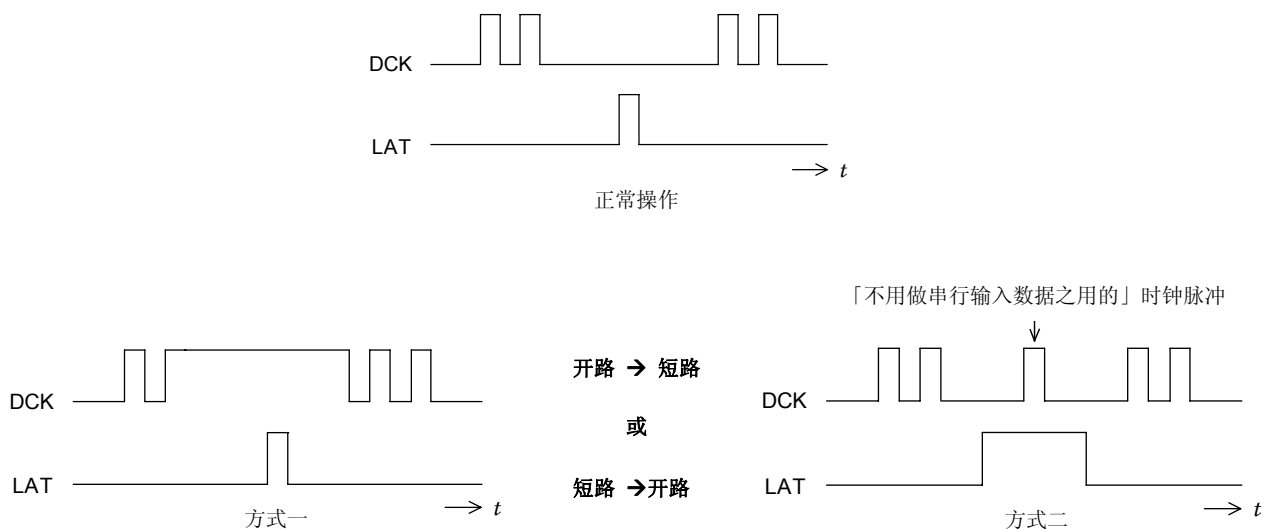 DCK
LAT
t
正常操作
「不用做串行输入数据之用的」时钟脉冲
DCK
LAT
t
方式一
开路 → 短路
或
短路 →开路
DCK
LAT
t
方式二